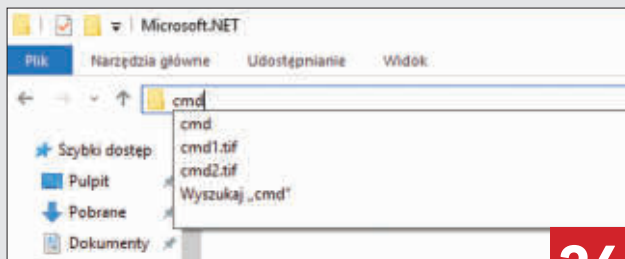 Microsoft.NET
Plik Narzędzia główne Udostępnianie Widok
cmd
cmd
cmd1.tif
cmd2.tif
Wyszukaj „cmd"
Szybki dostęp
Pulpit
Pobrane
Dokumenty